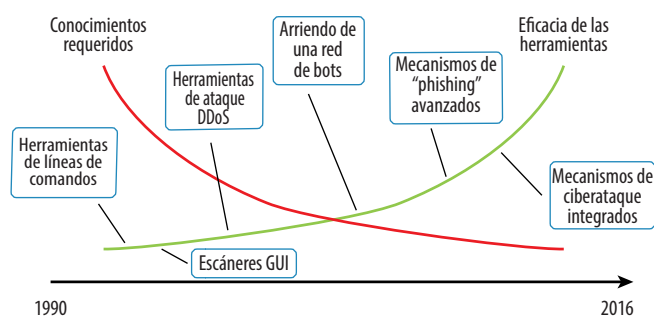 Conocimientos
requeridos
Arriendo de
una red
de bots
Eficacia de las
herramientas
Herramientas
de ataque
DDoS
Mecanismos de
“phishing”
avanzados
Herramientas
de líneas de
comandos
Mecanismos de
ciberataque
integrados
Escáneres GUI
1990
2016